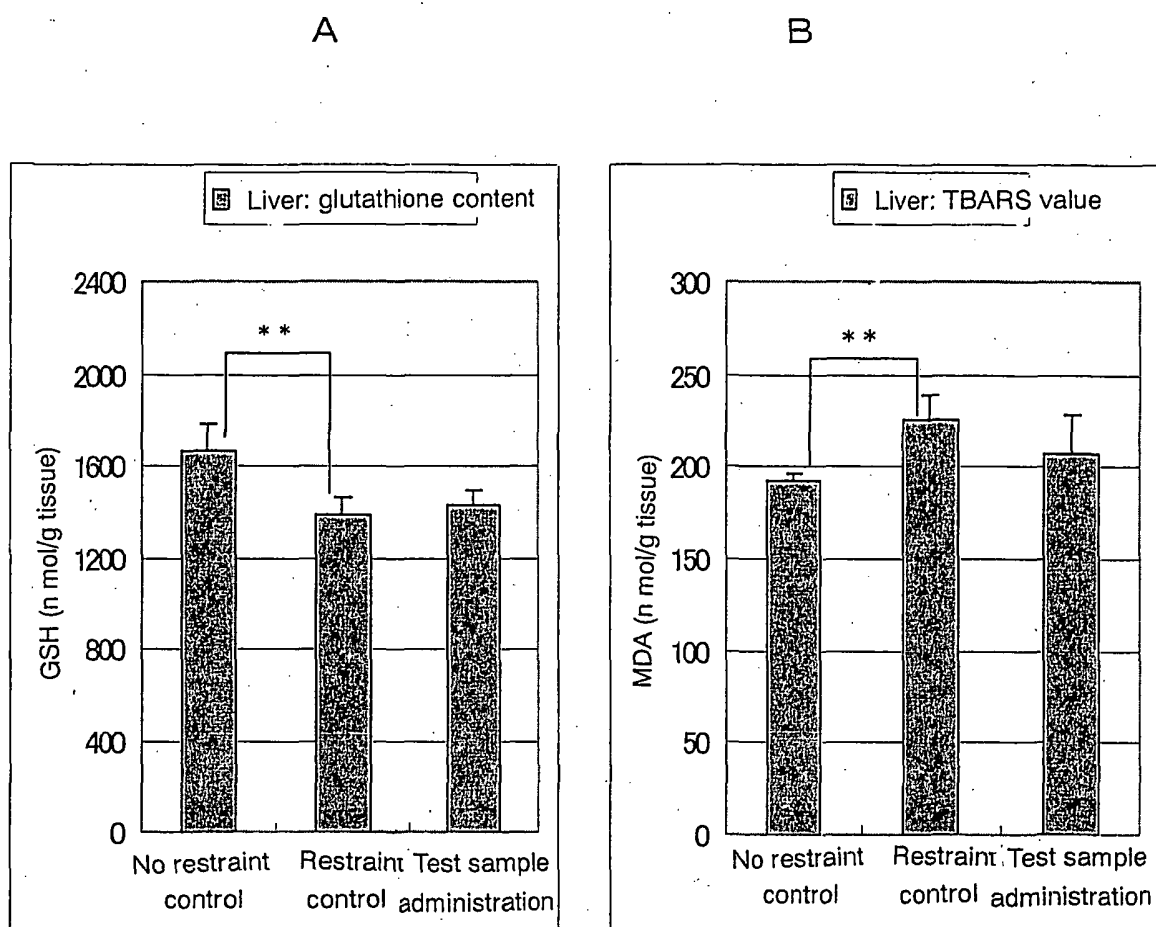 A
B
Liver: glutathione content
2400
2000
1600
1200
800
400
0
GSH (n mol/g tissue)
**
No restraint
control
Restraint
control
Test sample
administration
Liver: TBARS value
300
250
200
150
100
50
0
MDA (n mol/g tissue)
**
No restraint
control
Restraint
control
Test sample
administration